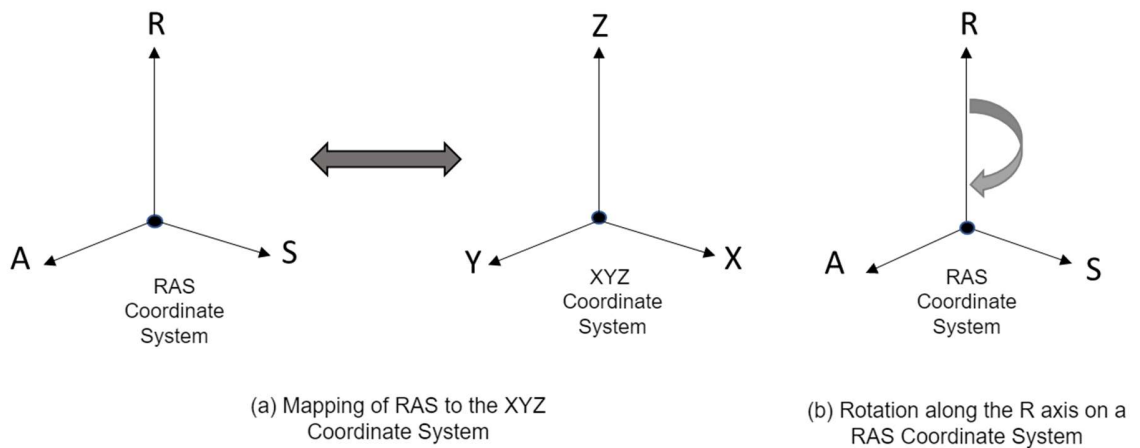 R
A
S
RAS
Coordinate
System
Z
Y
X
XYZ
Coordinate
System
(a) Mapping of RAS to the XYZ
Coordinate System
R
A
S
RAS
Coordinate
System
(b) Rotation along the R axis on a
RAS Coordinate System